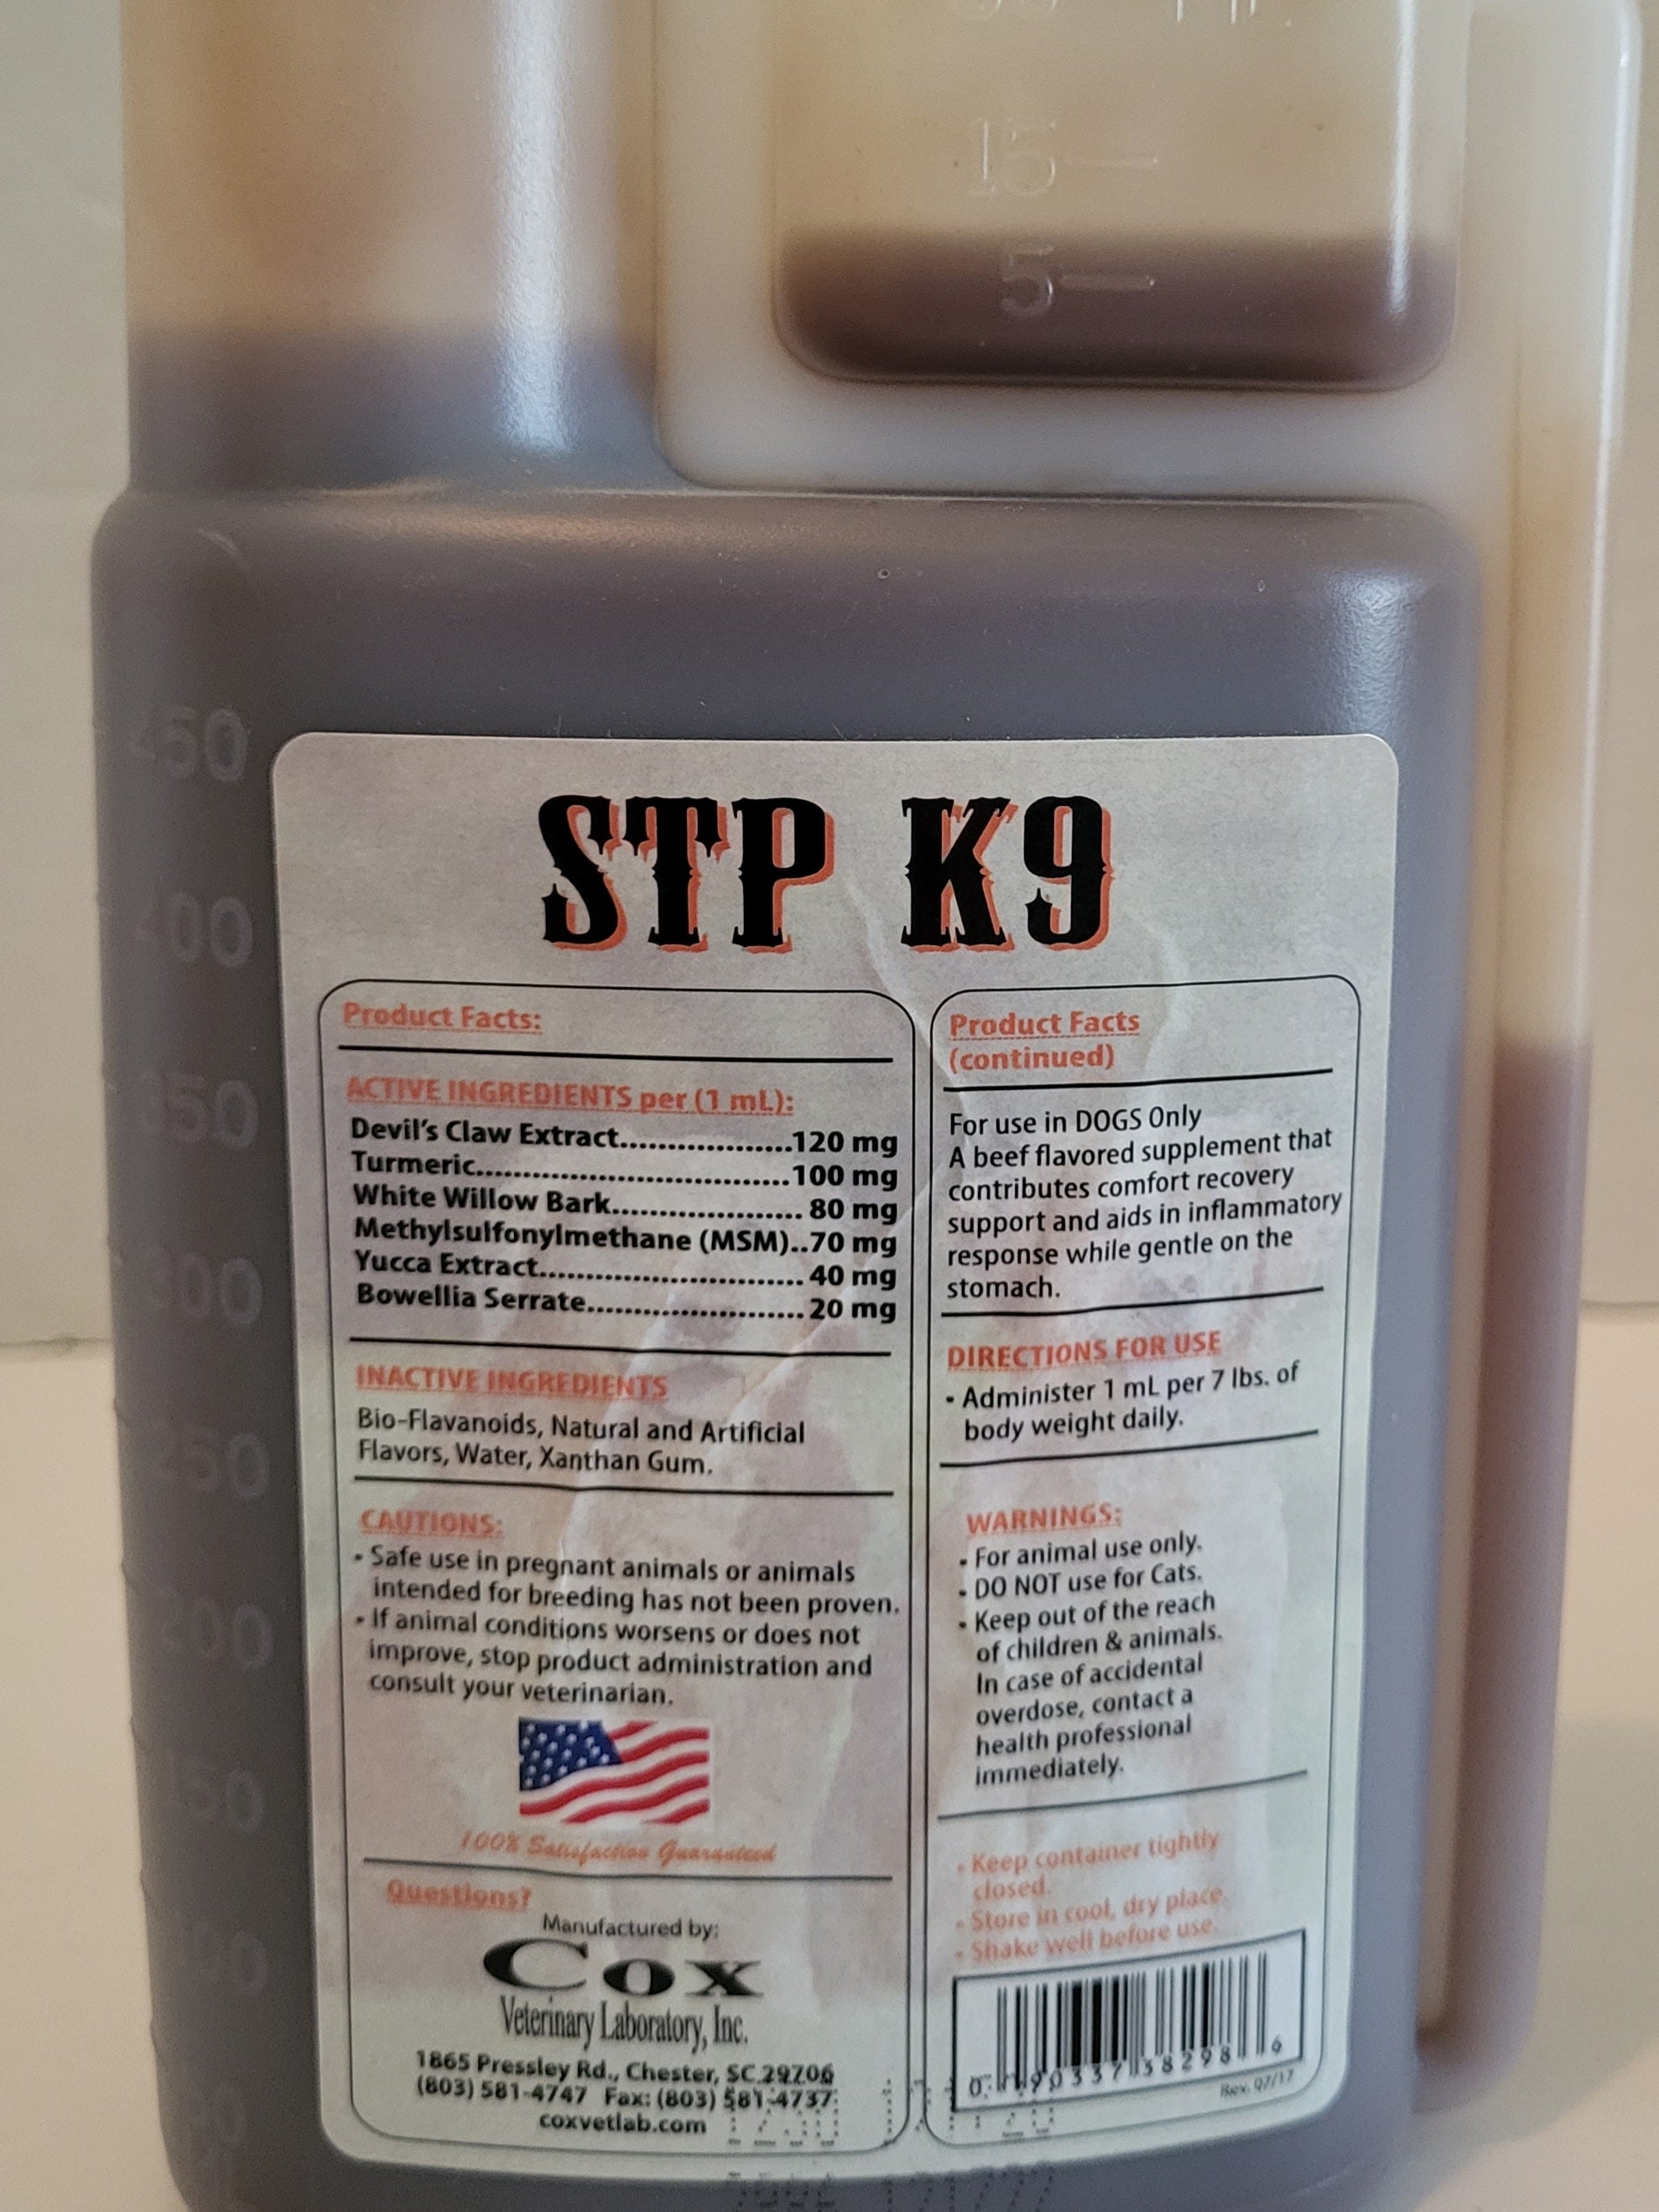 15
5
STP K9
Product Facts:
ACTIVE INGREDIENTS per (1 mL):
Devil's Claw Extract..................120 mg
Turmeric.................................100 mg
White Willow Bark.................... 80 mg
Methylsulfonylmethane (MSM)..70 mg
Yucca Extract............................ 40 mg
Bowellia Serrate....................... 20 mg
INACTIVE INGREDIENTS
Bio-Flavanoids, Natural and Artificial
Flavors, Water, Xanthan Gum.
CAUTIONS:
- Safe use in pregnant animals or animals
intended for breeding has not been proven.
- If animal conditions worsens or does not
improve, stop product administration and
consult your veterinarian.
100% Satisfaction Guaranteed
Questions?
Manufactured by:
Cox
Veterinary Laboratory, Inc.
1865 Pressley Rd., Chester, SC 29706
(803) 581-4747 Fax: (803) 581-4737
coxvetlab.com
Product Facts
(continued)
For use in DOGS Only
A beef flavored supplement that
contributes comfort recovery
support and aids in inflammatory
response while gentle on the
stomach.
DIRECTIONS FOR USE
- Administer 1 mL per 7 lbs. of
body weight daily.
WARNINGS:
- For animal use only.
- DO NOT use for Cats.
- Keep out of the reach
of children & animals.
In case of accidental
overdose, contact a
health professional
immediately.
- Keep container tightly
closed.
- Store in cool, dry place.
- Shake well before use.
Rev. 07/17